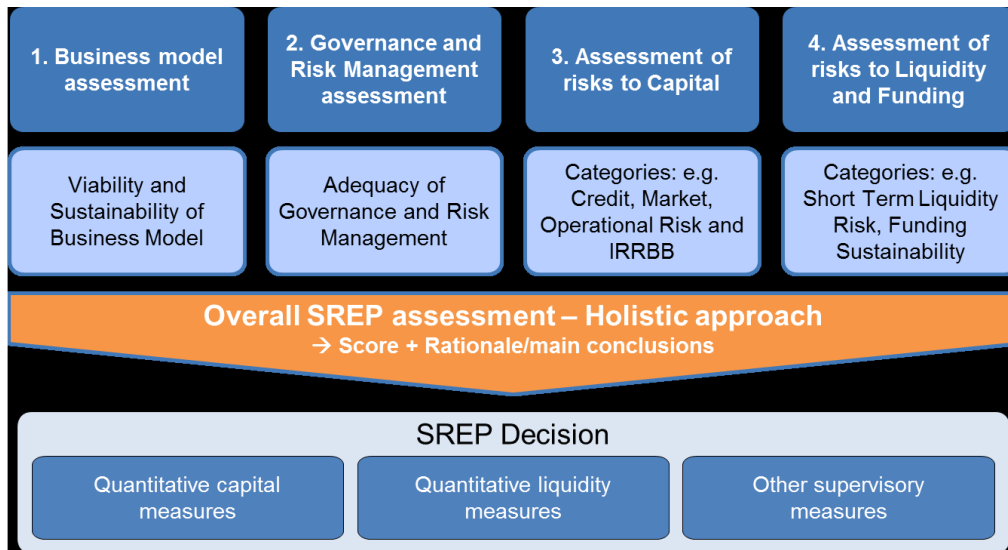 1. Business model
assessment
2. Governance and
Risk Management
assessment
3. Assessment of
risks to Capital
4. Assessment of
risks to Liquidity
and Funding
Viability and
Sustainability of
Business Model
Adequacy of
Governance and Risk
Management
Categories: e.g.
Credit, Market,
Operational Risk and
IRRBB
Categories: e.g.
Short Term Liquidity
Risk, Funding
Sustainability
Overall SREP assessment – Holistic approach
→ Score + Rationale/main conclusions
SREP Decision
Quantitative capital
measures
Quantitative liquidity
measures
Other supervisory
measures